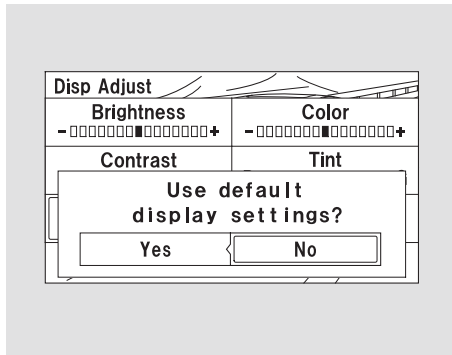 Disp Adjust
Brightness
Color
- +
- +
Contrast
Tint
Use default
display settings?
Yes
No